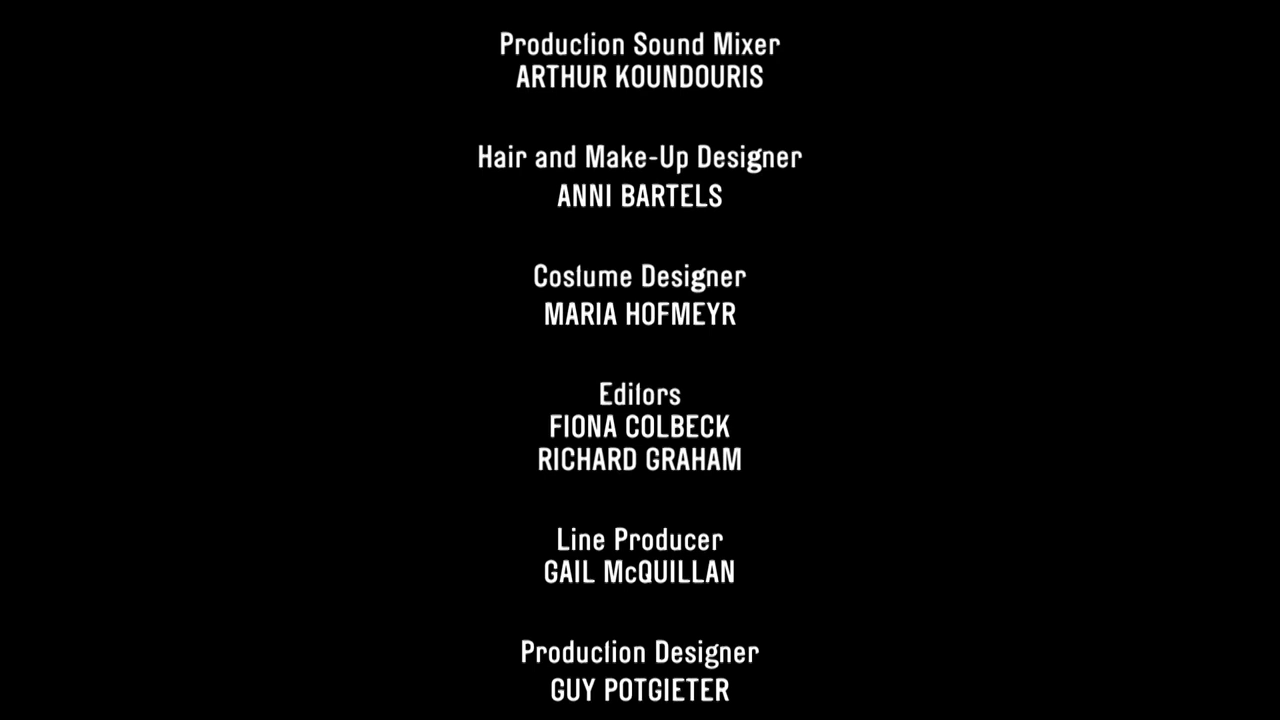 Production Sound Mixer
ARTHUR KOUNDOURIS
Hair and Make-Up Designer
ANNI BARTELS
Costume Designer
MARIA HOFMEYR
Editors
FIONA COLBECK
RICHARD GRAHAM
Line Producer
GAIL McQUILLAN
Production Designer
GUY POTGIETER